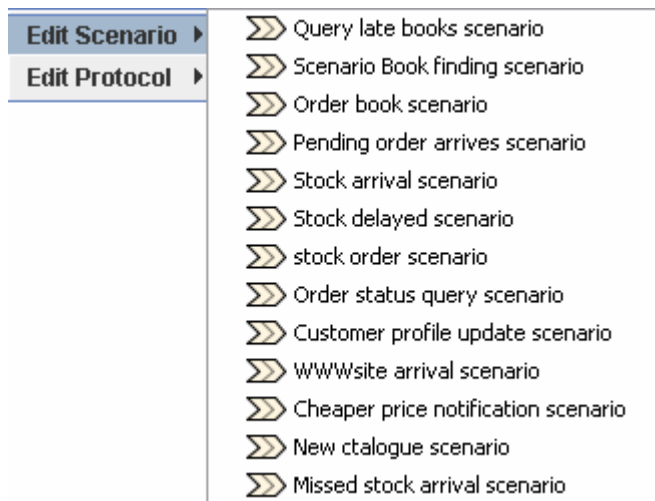 Edit Scenario
Edit Protocol
Query late books scenario
Scenario Book finding scenario
Order book scenario
Pending order arrives scenario
Stock arrival scenario
Stock delayed scenario
stock order scenario
Order status query scenario
Customer profile update scenario
WWWsite arrival scenario
Cheaper price notification scenario
New ctalogue scenario
Missed stock arrival scenario